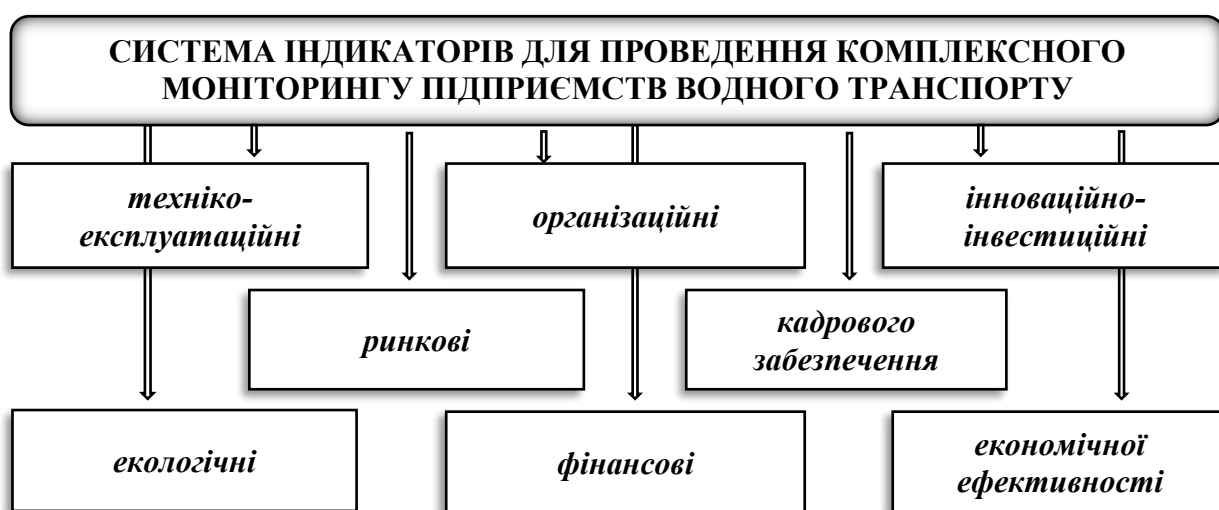 СИСТЕМА ІНДИКАТОРІВ ДЛЯ ПРОВЕДЕННЯ КОМПЛЕКСНОГО
МОНІТОРИНГУ ПІДПРИЄМСТВ ВОДНОГО ТРАНСПОРТУ
техніко-
експлуатаційні
організаційні
інноваційно-
інвестиційні
ринкові
кадрового
забезпечення
екологічні
фінансові
економічної
ефективності